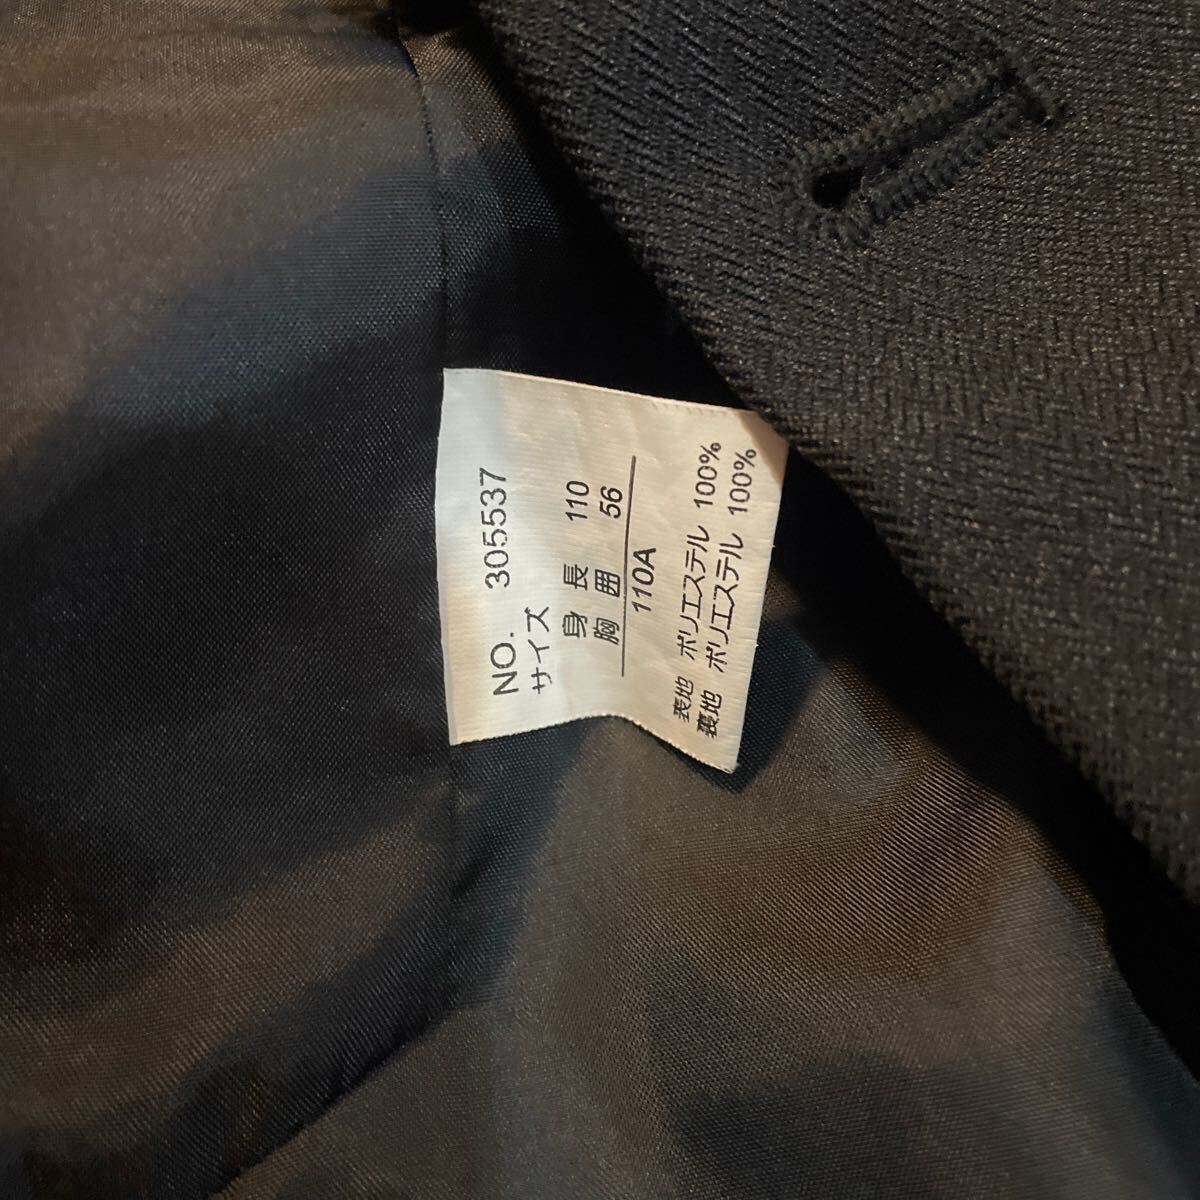 NO. 305537
サイズ
身長 110
胸囲 56
110A
表地 ポリエステル 100%
裏地 ポリエステル 100%